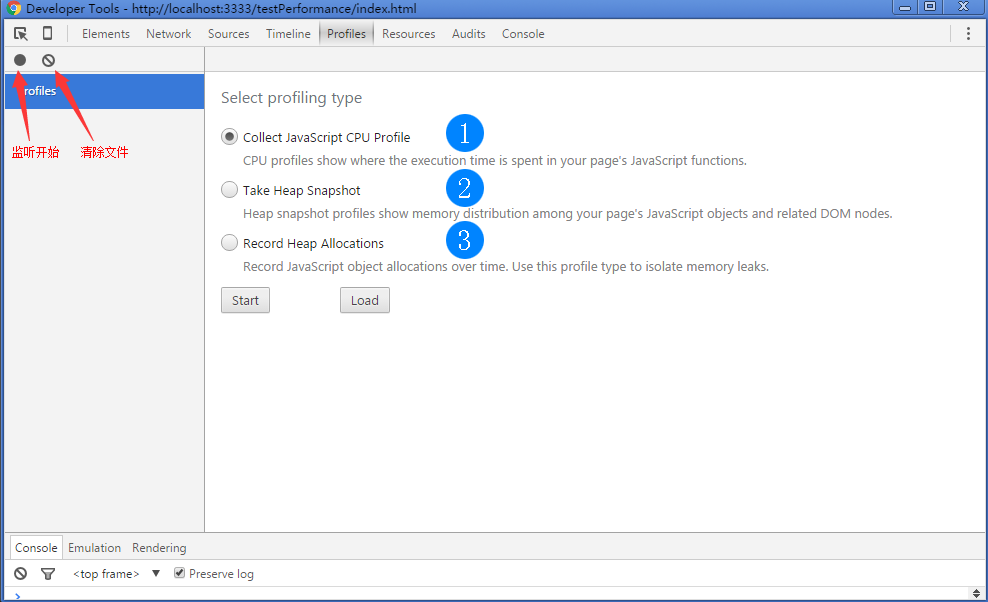 Developer Tools - http://localhost:3333/testPerformance/index.html
Elements Network Sources Timeline Profiles Resources Audits Console
rofiles
监听开始 清除文件
Select profiling type
Collect JavaScript CPU Profile 1
CPU profiles show where the execution time is spent in your page's JavaScript functions.
Take Heap Snapshot 2
Heap snapshot profiles show memory distribution among your page's JavaScript objects and related DOM nodes.
Record Heap Allocations 3
Record JavaScript object allocations over time. Use this profile type to isolate memory leaks.
Start Load
Console Emulation Rendering
<top frame> ▼ Preserve log